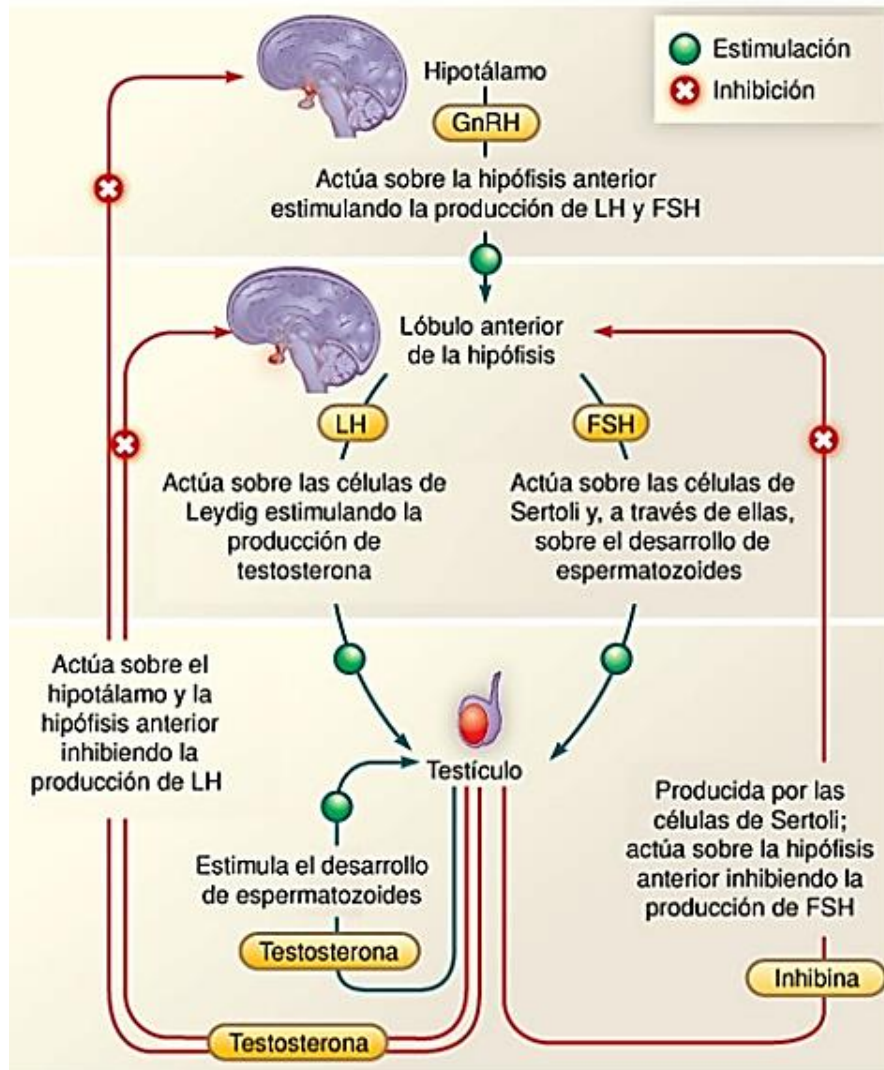 Estimulación
Inhibición
Hipotálamo
GnRH
Actúa sobre la hipófisis anterior
estimulando la producción de LH y FSH
Lóbulo anterior
de la hipófisis
LH
FSH
Actúa sobre las células de
Leydig estimulando la
producción de
testosterona
Actúa sobre las células de
Sertoli y, a través de ellas,
sobre el desarrollo de
espermatozoides
Actúa sobre el
hipotálamo y la
hipófisis anterior
inhibiendo la
producción de LH
Testículo
Estimula el desarrollo
de espermatozoides
Testosterona
Producida por las
células de Sertoli;
actúa sobre la hipófisis
anterior inhibiendo la
producción de FSH
Inhibina
Testosterona